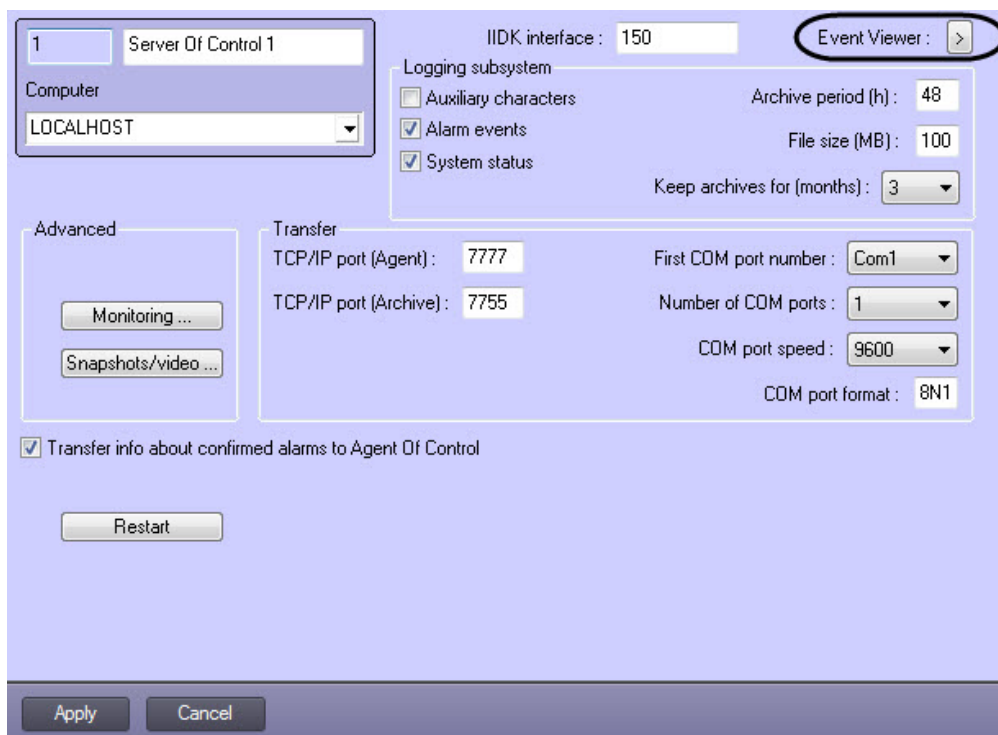 1 Server Of Control 1
Computer
LOCALHOST
IIDK interface : 150
Event Viewer : >
Logging subsystem
Auxiliary characters
Alarm events
System status
Archive period (h) : 48
File size (MB) : 100
Keep archives for (months) : 3
Advanced
Monitoring ...
Snapshots/video ...
Transfer
TCP/IP port (Agent) : 7777
TCP/IP port (Archive) : 7755
First COM port number : Com1
Number of COM ports : 1
COM port speed : 9600
COM port format : 8N1
Transfer info about confirmed alarms to Agent Of Control
Restart
Apply Cancel